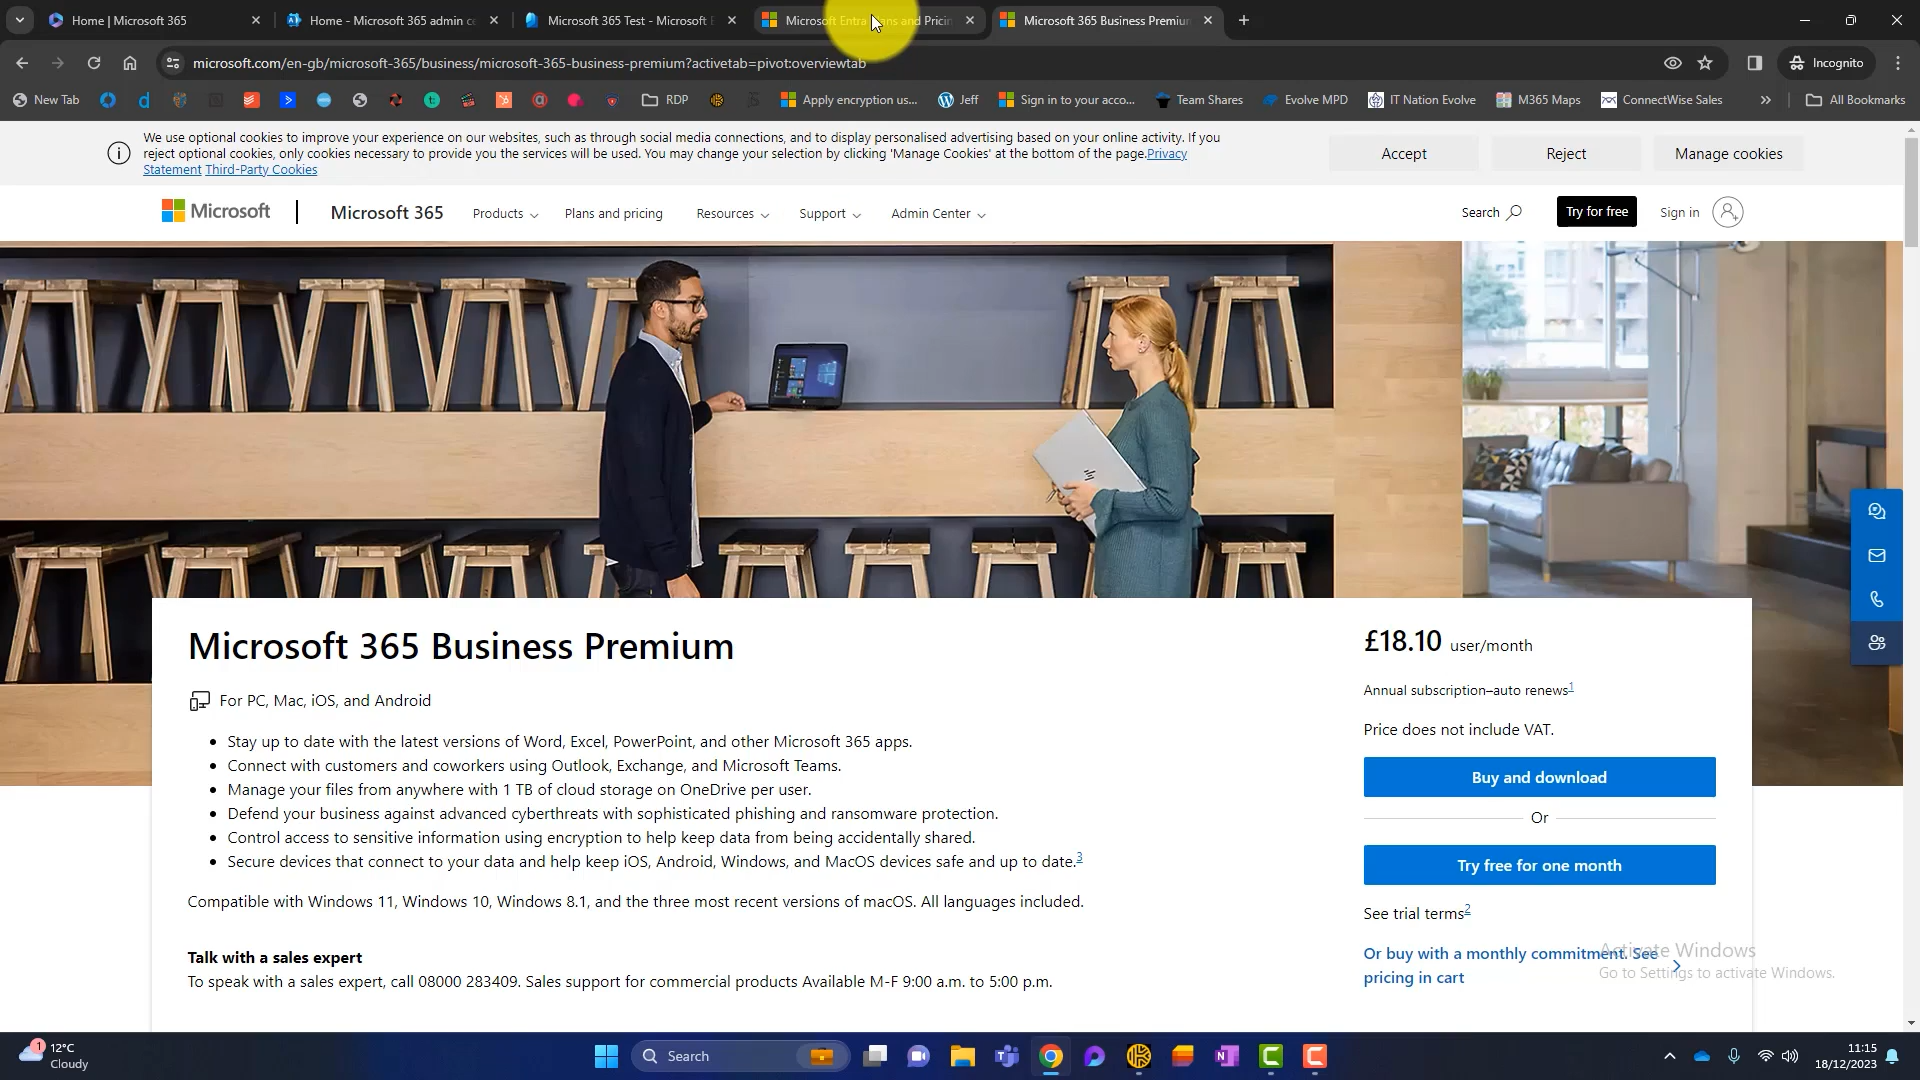 Home | Microsoft 365
Home - Microsoft 365 admin ce
Microsoft 365 Test - Microsoft E
Microsoft Entra Plans and Pricin
Microsoft 365 Business Premium
microsoft.com/en-gb/microsoft-365/business/microsoft-365-business-premium?activetab=pivot:overviewtab
Incognito
New Tab
RDP
Apply encryption us...
Jeff
Sign in to your acco...
Team Shares
Evolve MPD
IT Nation Evolve
M365 Maps
ConnectWise Sales
All Bookmarks
We use optional cookies to improve your experience on our websites, such as through social media connections, and to display personalised advertising based on your online activity. If you
reject optional cookies, only cookies necessary to provide you the services will be used. You may change your selection by clicking 'Manage Cookies' at the bottom of the page.Privacy
Statement Third-Party Cookies
Accept
Reject
Manage cookies
Microsoft
Microsoft 365
Products
Plans and pricing
Resources
Support
Admin Center
Search
Try for free
Sign in
Microsoft 365 Business Premium
For PC, Mac, iOS, and Android
• Stay up to date with the latest versions of Word, Excel, PowerPoint, and other Microsoft 365 apps.
• Connect with customers and coworkers using Outlook, Exchange, and Microsoft Teams.
• Manage your files from anywhere with 1 TB of cloud storage on OneDrive per user.
• Defend your business against advanced cyberthreats with sophisticated phishing and ransomware protection.
• Control access to sensitive information using encryption to help keep data from being accidentally shared.
• Secure devices that connect to your data and help keep iOS, Android, Windows, and MacOS devices safe and up to date.3
Compatible with Windows 11, Windows 10, Windows 8.1, and the three most recent versions of macOS. All languages included.
Talk with a sales expert
To speak with a sales expert, call 08000 283409. Sales support for commercial products Available M-F 9:00 a.m. to 5:00 p.m.
£18.10 user/month
Annual subscription–auto renews1
Price does not include VAT.
Buy and download
Or
Try free for one month
See trial terms2
Or buy with a monthly commitment. See
pricing in cart
Activate Windows
Go to Settings to activate Windows.
1
12°C
Cloudy
Search
11:15
18/12/2023